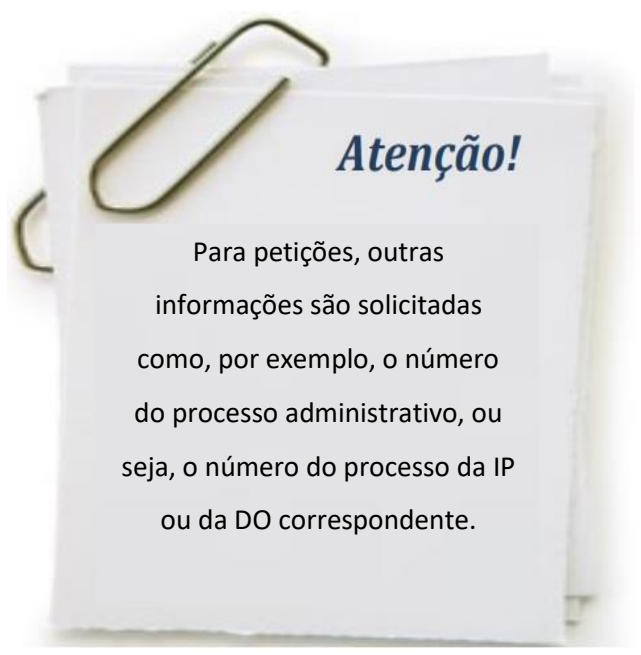 Atenção!
Para petições, outras
informações são solicitadas
como, por exemplo, o número
do processo administrativo, ou
seja, o número do processo da IP
ou da DO correspondente.